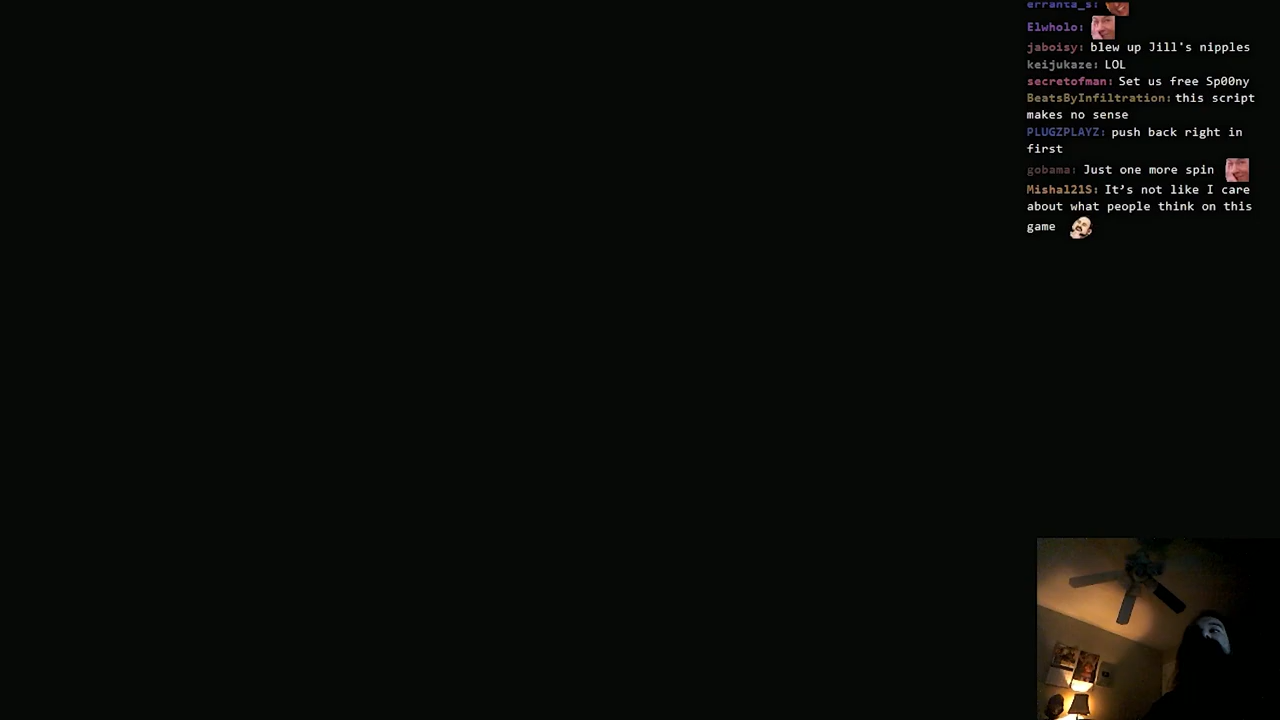 erranta_s:
Elwholo:
jaboisy: blew up Jill's nipples
keijukaze: LOL
secretofman: Set us free Sp00ny
BeatsByInfiltration: this script
makes no sense
PLUGZPLAYZ: push back right in
first
gobama: Just one more spin
Mishal21S: It’s not like I care
about what people think on this
game